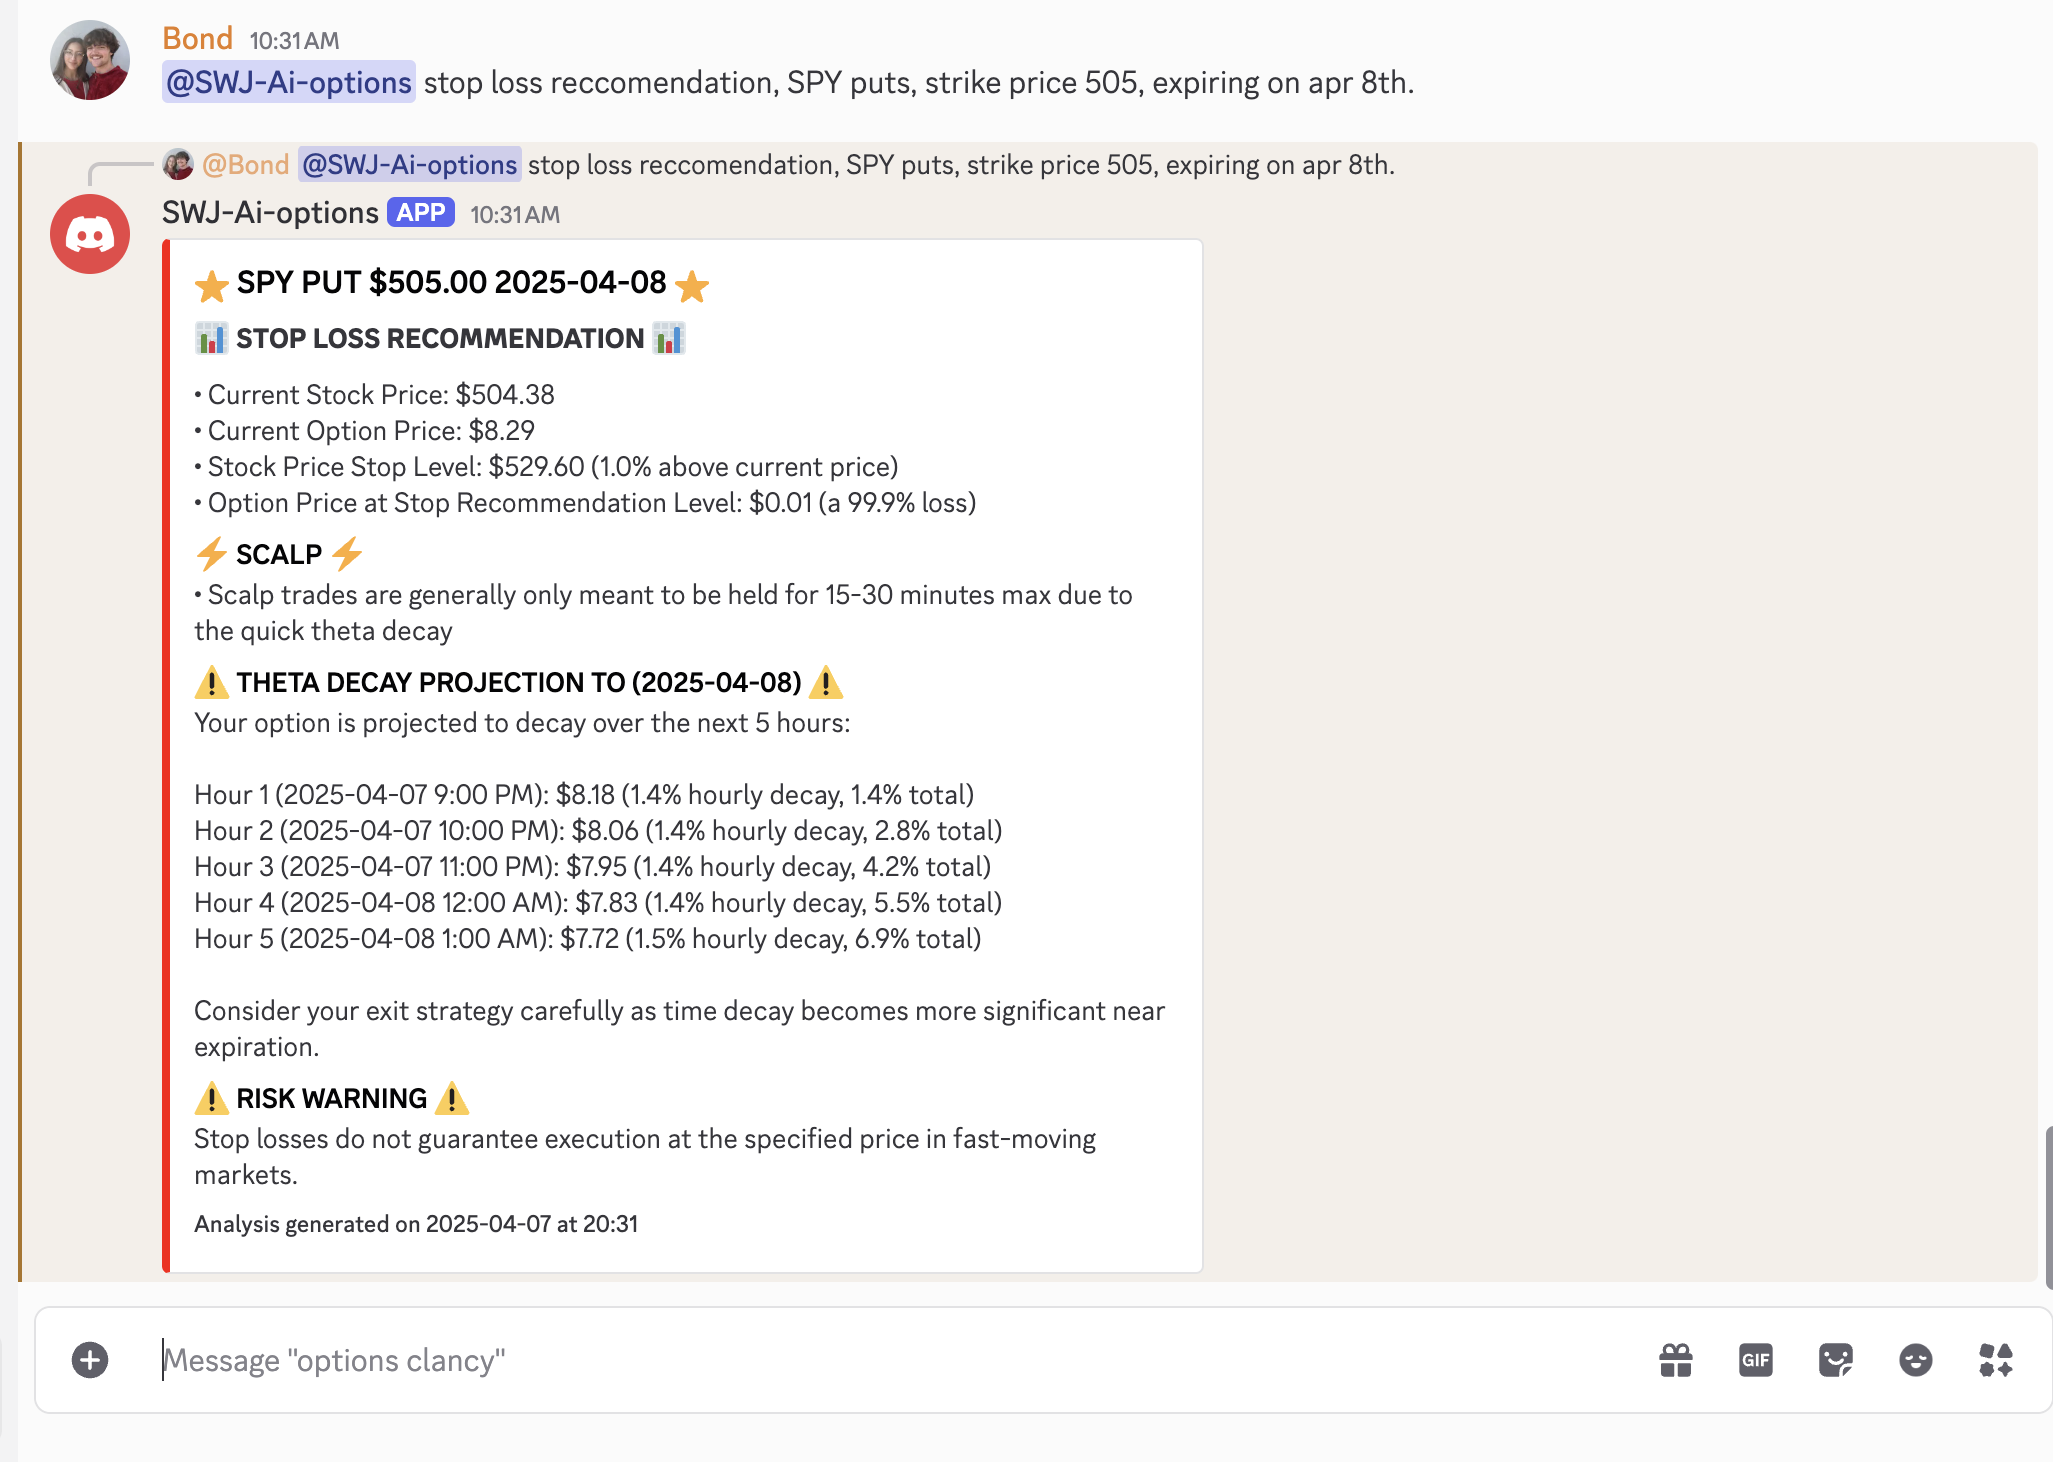 Bond 10:31 AM
@SWJ-Ai-options stop loss reccomendation, SPY puts, strike price 505, expiring on apr 8th.
@Bond @SWJ-Ai-options stop loss reccomendation, SPY puts, strike price 505, expiring on apr 8th.
SWJ-Ai-options APP 10:31 AM
⭐ SPY PUT $505.00 2025-04-08 ⭐
📊 STOP LOSS RECOMMENDATION 📊
• Current Stock Price: $504.38
• Current Option Price: $8.29
• Stock Price Stop Level: $529.60 (1.0% above current price)
• Option Price at Stop Recommendation Level: $0.01 (a 99.9% loss)
⚡ SCALP ⚡
• Scalp trades are generally only meant to be held for 15-30 minutes max due to
the quick theta decay
⚠️ THETA DECAY PROJECTION TO (2025-04-08) ⚠️
Your option is projected to decay over the next 5 hours:
Hour 1 (2025-04-07 9:00 PM): $8.18 (1.4% hourly decay, 1.4% total)
Hour 2 (2025-04-07 10:00 PM): $8.06 (1.4% hourly decay, 2.8% total)
Hour 3 (2025-04-07 11:00 PM): $7.95 (1.4% hourly decay, 4.2% total)
Hour 4 (2025-04-08 12:00 AM): $7.83 (1.4% hourly decay, 5.5% total)
Hour 5 (2025-04-08 1:00 AM): $7.72 (1.5% hourly decay, 6.9% total)
Consider your exit strategy carefully as time decay becomes more significant near
expiration.
⚠️ RISK WARNING ⚠️
Stop losses do not guarantee execution at the specified price in fast-moving
markets.
Analysis generated on 2025-04-07 at 20:31
Message "options clancy"
GIF